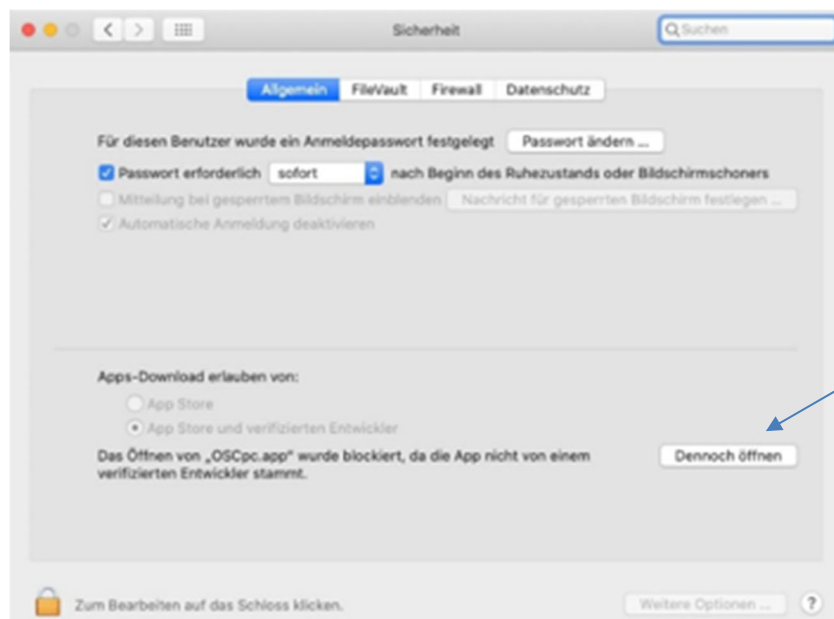 Sicherheit
Suchen
Allgemein FileVault Firewall Datenschutz
Für diesen Benutzer wurde ein Anmeldepasswort festgelegt Passwort ändern ...
Passwort erforderlich sofort nach Beginn des Ruhezustands oder Bildschirmschoners
Mitteilung bei gesperrtem Bildschirm einblenden Nachricht für gesperrten Bildschirm festlegen ...
Automatische Anmeldung deaktivieren
Apps-Download erlauben von:
App Store
App Store und verifizierten Entwickler
Das Öffnen von „OSCpc.app“ wurde blockiert, da die App nicht von einem Dennoch öffnen
verifizierten Entwickler stammt.
Zum Bearbeiten auf das Schloss klicken. Weitere Optionen ... ?